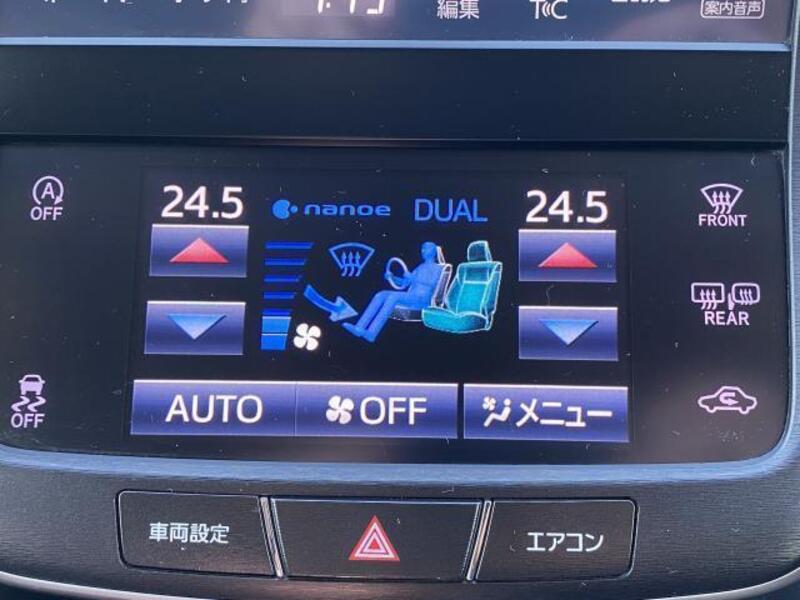 編集
T℃
案内音声
A
OFF
24.5
nanoe DUAL
24.5
FRONT
REAR
OFF
AUTO
OFF
メニュー
車両設定
エアコン